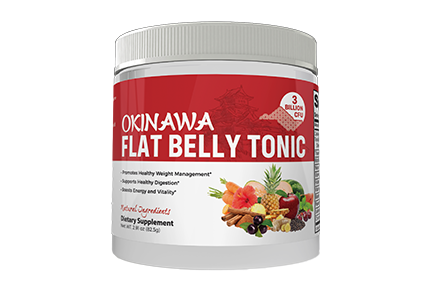 3
BILLION
CFU
OKINAWA
FLAT BELLY TONIC
• Promotes Healthy Weight Management*
• Supports Healthy Digestion*
• Boosts Energy and Vitality*
Natural Ingredients
Dietary Supplement
Net WT. 2.91 oz (82.5g)